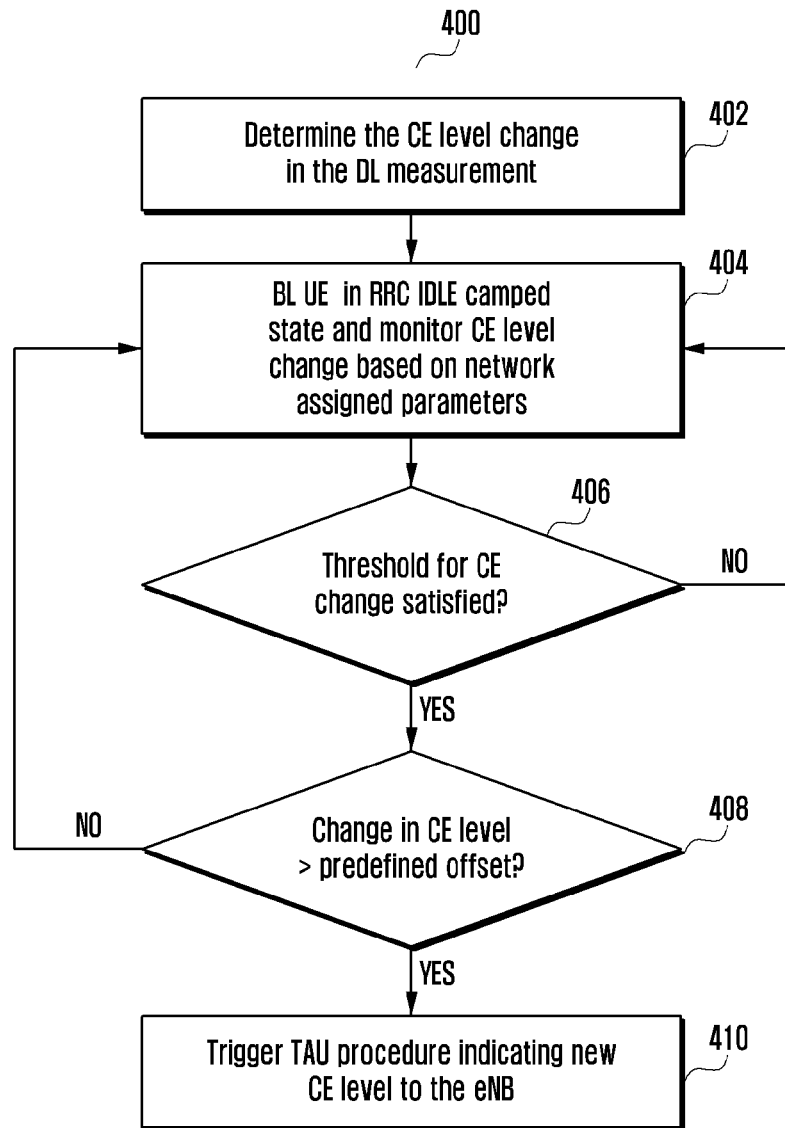 400
402
Determine the CE level change
in the DL measurement
404
BL UE in RRC IDLE camped
state and monitor CE level
change based on network
assigned parameters
406
Threshold for CE
change satisfied?
NO
YES
408
NO
Change in CE level
> predefined offset?
YES
410
Trigger TAU procedure indicating new
CE level to the eNB